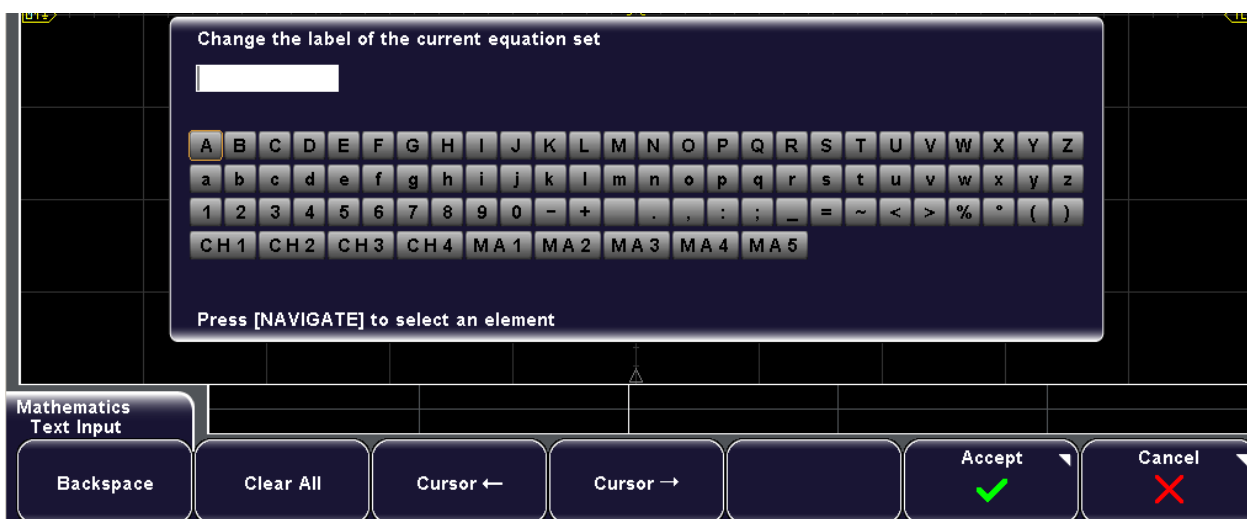 Change the label of the current equation set
A B C D E F G H I J K L M N O P Q R S T U V W X Y Z
a b c d e f g h i j k l m n o p q r s t u v w x y z
1 2 3 4 5 6 7 8 9 0 - + . , : ; _ = ~ < > % ° ( )
CH1 CH2 CH3 CH4 MA1 MA2 MA3 MA4 MA5
Press [NAVIGATE] to select an element
Mathematics
Text Input
Backspace Clear All Cursor ← Cursor → Accept Cancel